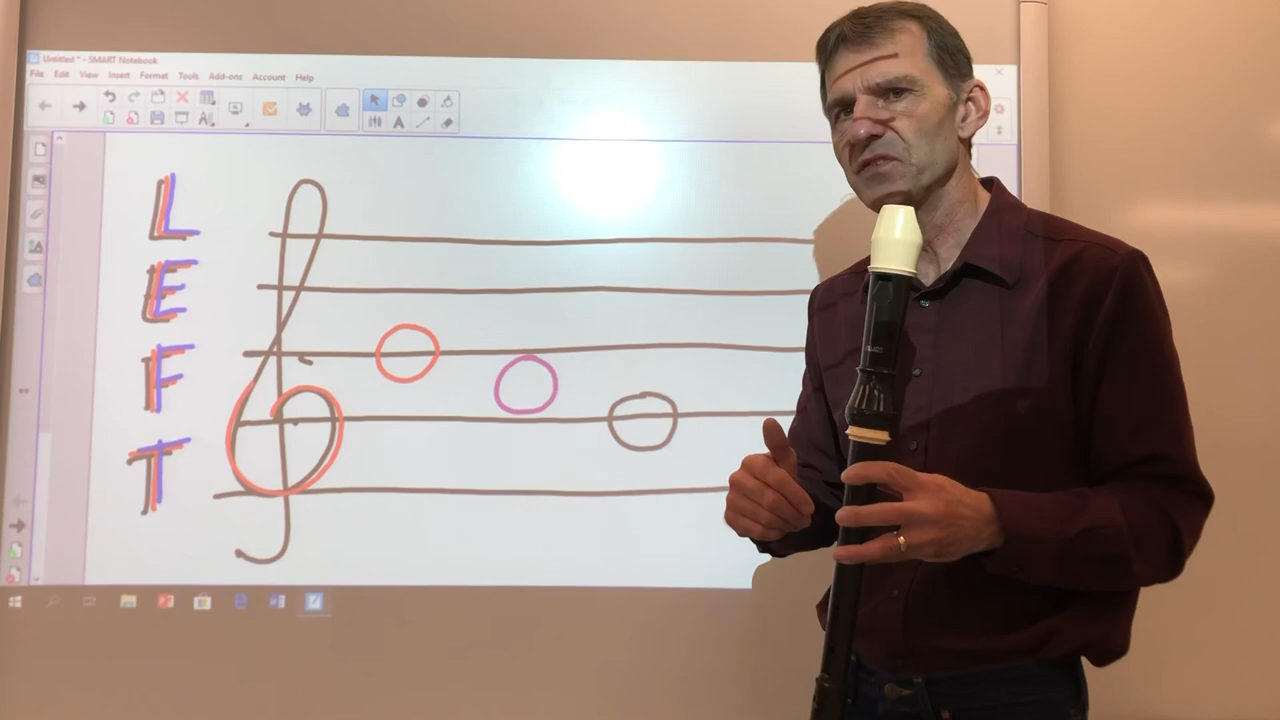 Untitled * - SMART Notebook
File Edit View Insert Format Tools Add-ons Account Help
L
E
F
T